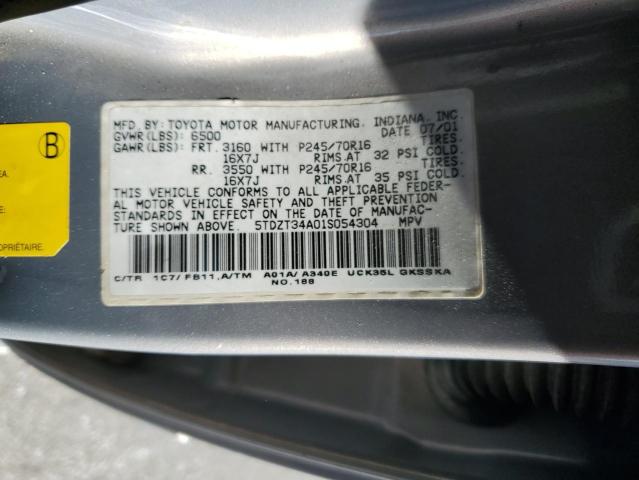 MFD. BY: TOYOTA MOTOR MANUFACTURING, INDIANA, INC.
GVWR(LBS): 6500 DATE 07/01
GAWR(LBS): FRT. 3160 WITH P245/70R16 TIRES.
16X7J RIMS.AT 32 PSI COLD.
RR. 3550 WITH P245/70R16 TIRES.
16X7J RIMS.AT 35 PSI COLD.
THIS VEHICLE CONFORMS TO ALL APPLICABLE FEDER-
AL MOTOR VEHICLE SAFETY AND THEFT PREVENTION
STANDARDS IN EFFECT ON THE DATE OF MANUFAC-
TURE SHOWN ABOVE. 5TDZT34A01S054304 MPV
C/TR 1C7/ FB11,A/TM A01A/ A340E UCK35L GKSSKA
NO.188
B
EA.
PROPRIÉTAIRE.